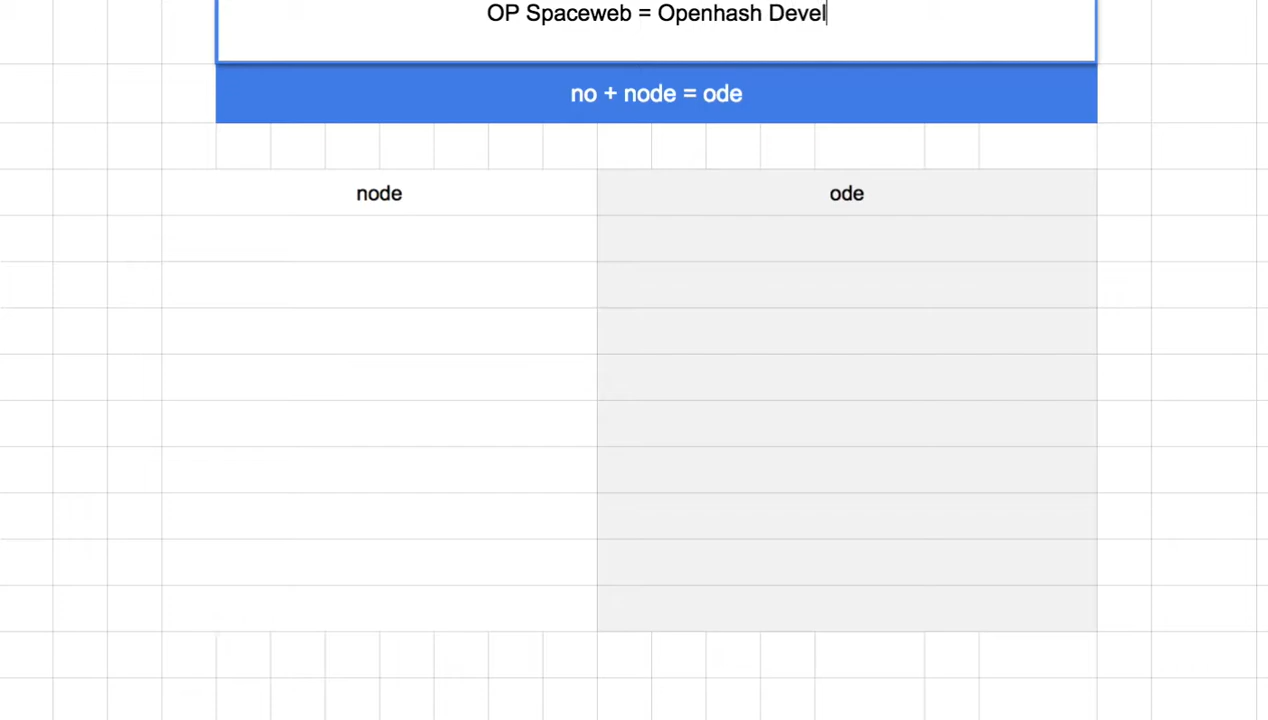 OP Spaceweb = Openhash Devel
no + node = ode
node
ode